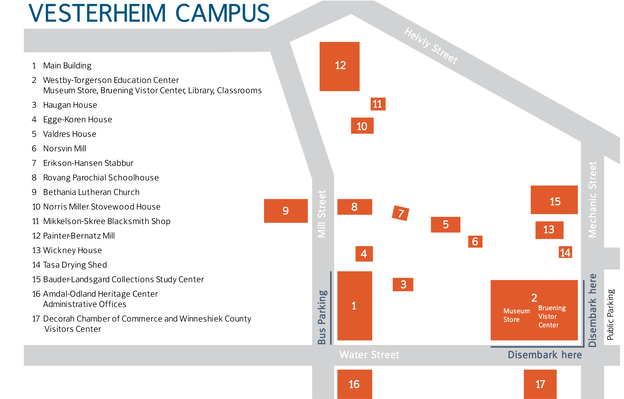 VESTERHEIM CAMPUS
1 Main Building
2 Westby-Torgerson Education Center
Museum Store, Bruening Vistor Center, Library, Classrooms
3 Haugan House
4 Egge-Koren House
5 Valdres House
6 Norsvin Mill
7 Erikson-Hansen Stabbur
8 Rovang Parochial Schoolhouse
9 Bethania Lutheran Church
10 Norris Miller Stovewood House
11 Mikkelson-Skree Blacksmith Shop
12 Painter-Bernatz Mill
13 Wickney House
14 Tasa Drying Shed
15 Bauder-Landsgard Collections Study Center
16 Amdal-Odland Heritage Center
Administrative Offices
17 Decorah Chamber of Commerce and Winneshiek County
Visitors Center
Heivly Street
12
11
10
9
8
7
5
6
15
13
14
4
3
1
2
Museum
Store
Bruening
Vistor
Center
Mill Street
Mechanic Street
Bus Parking
Disembark here
Public Parking
Water Street
Disembark here
16
17